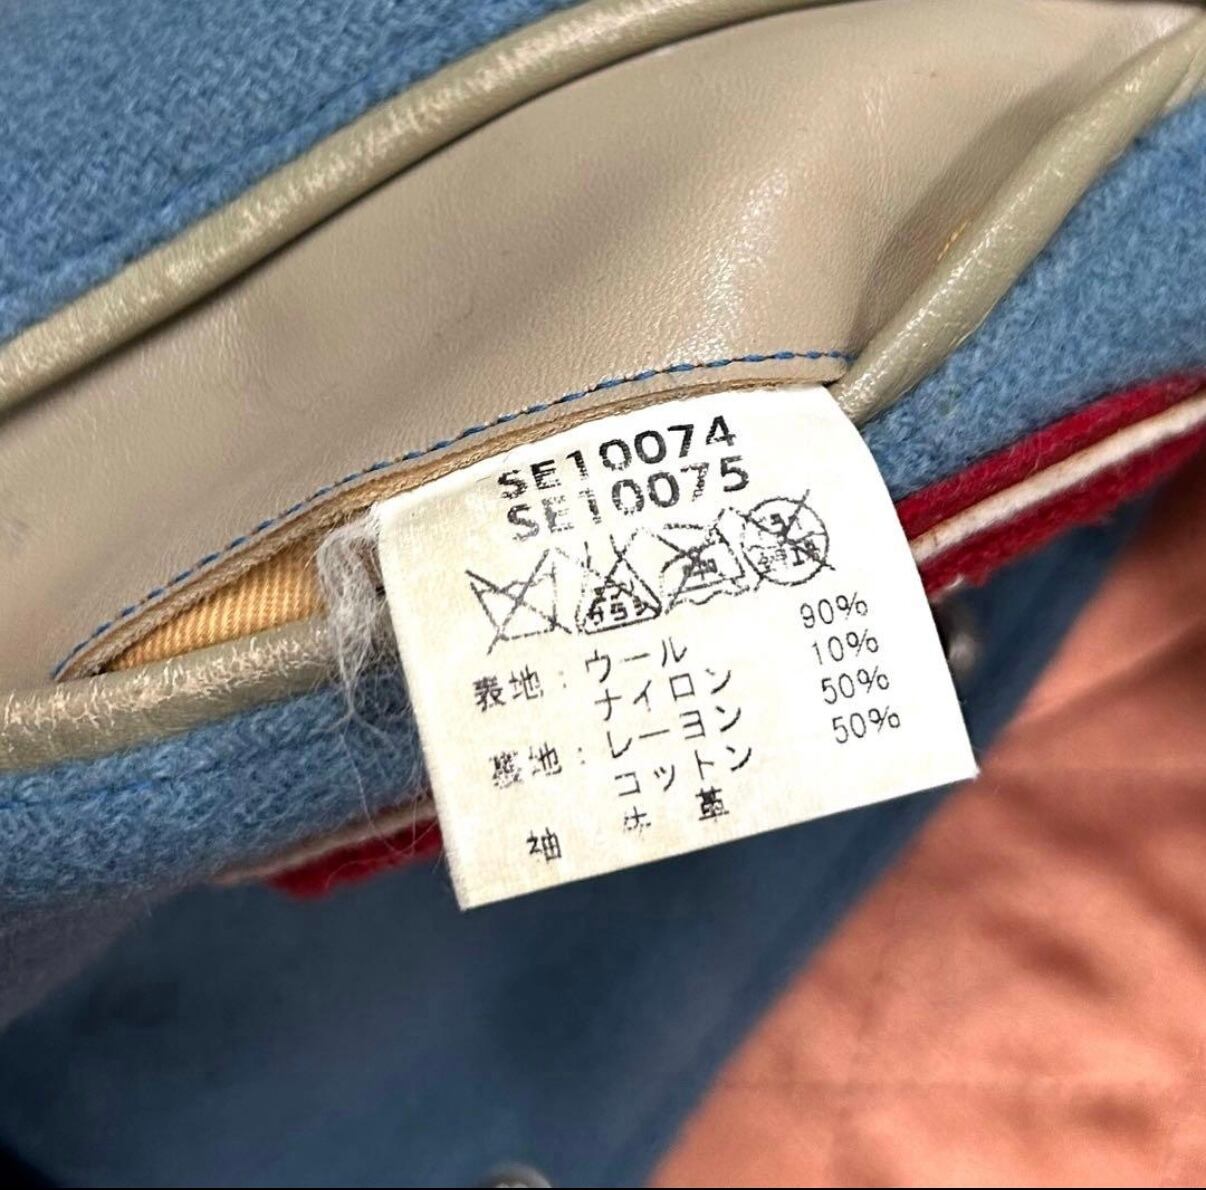 SE10074
SE10075
表地：ウール 90%
ナイロン 10%
裏地：レーヨン 50%
コットン 50%
袖 牛 革